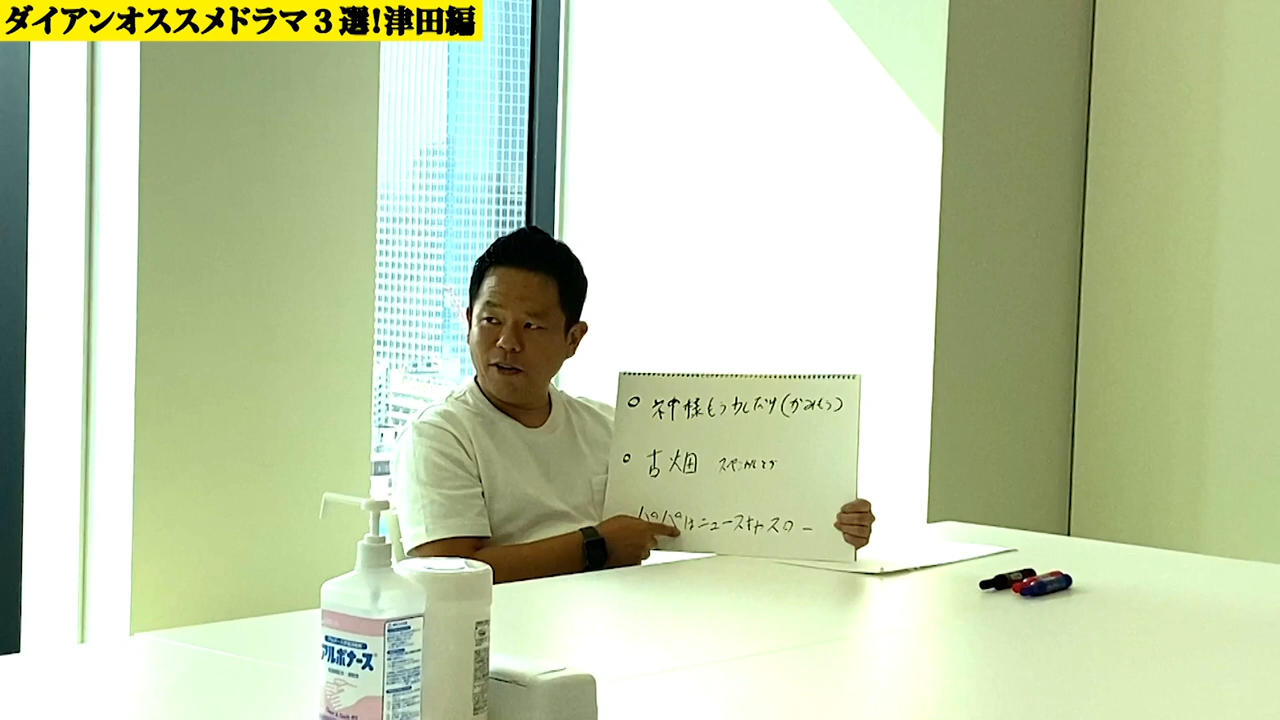 ダイアンオススメドラマ3選!津田編
○ 神様もう少しだけ(かみもう)
○ 古畑 スペシャルとか
パパはニュースキャスター
アルボナース